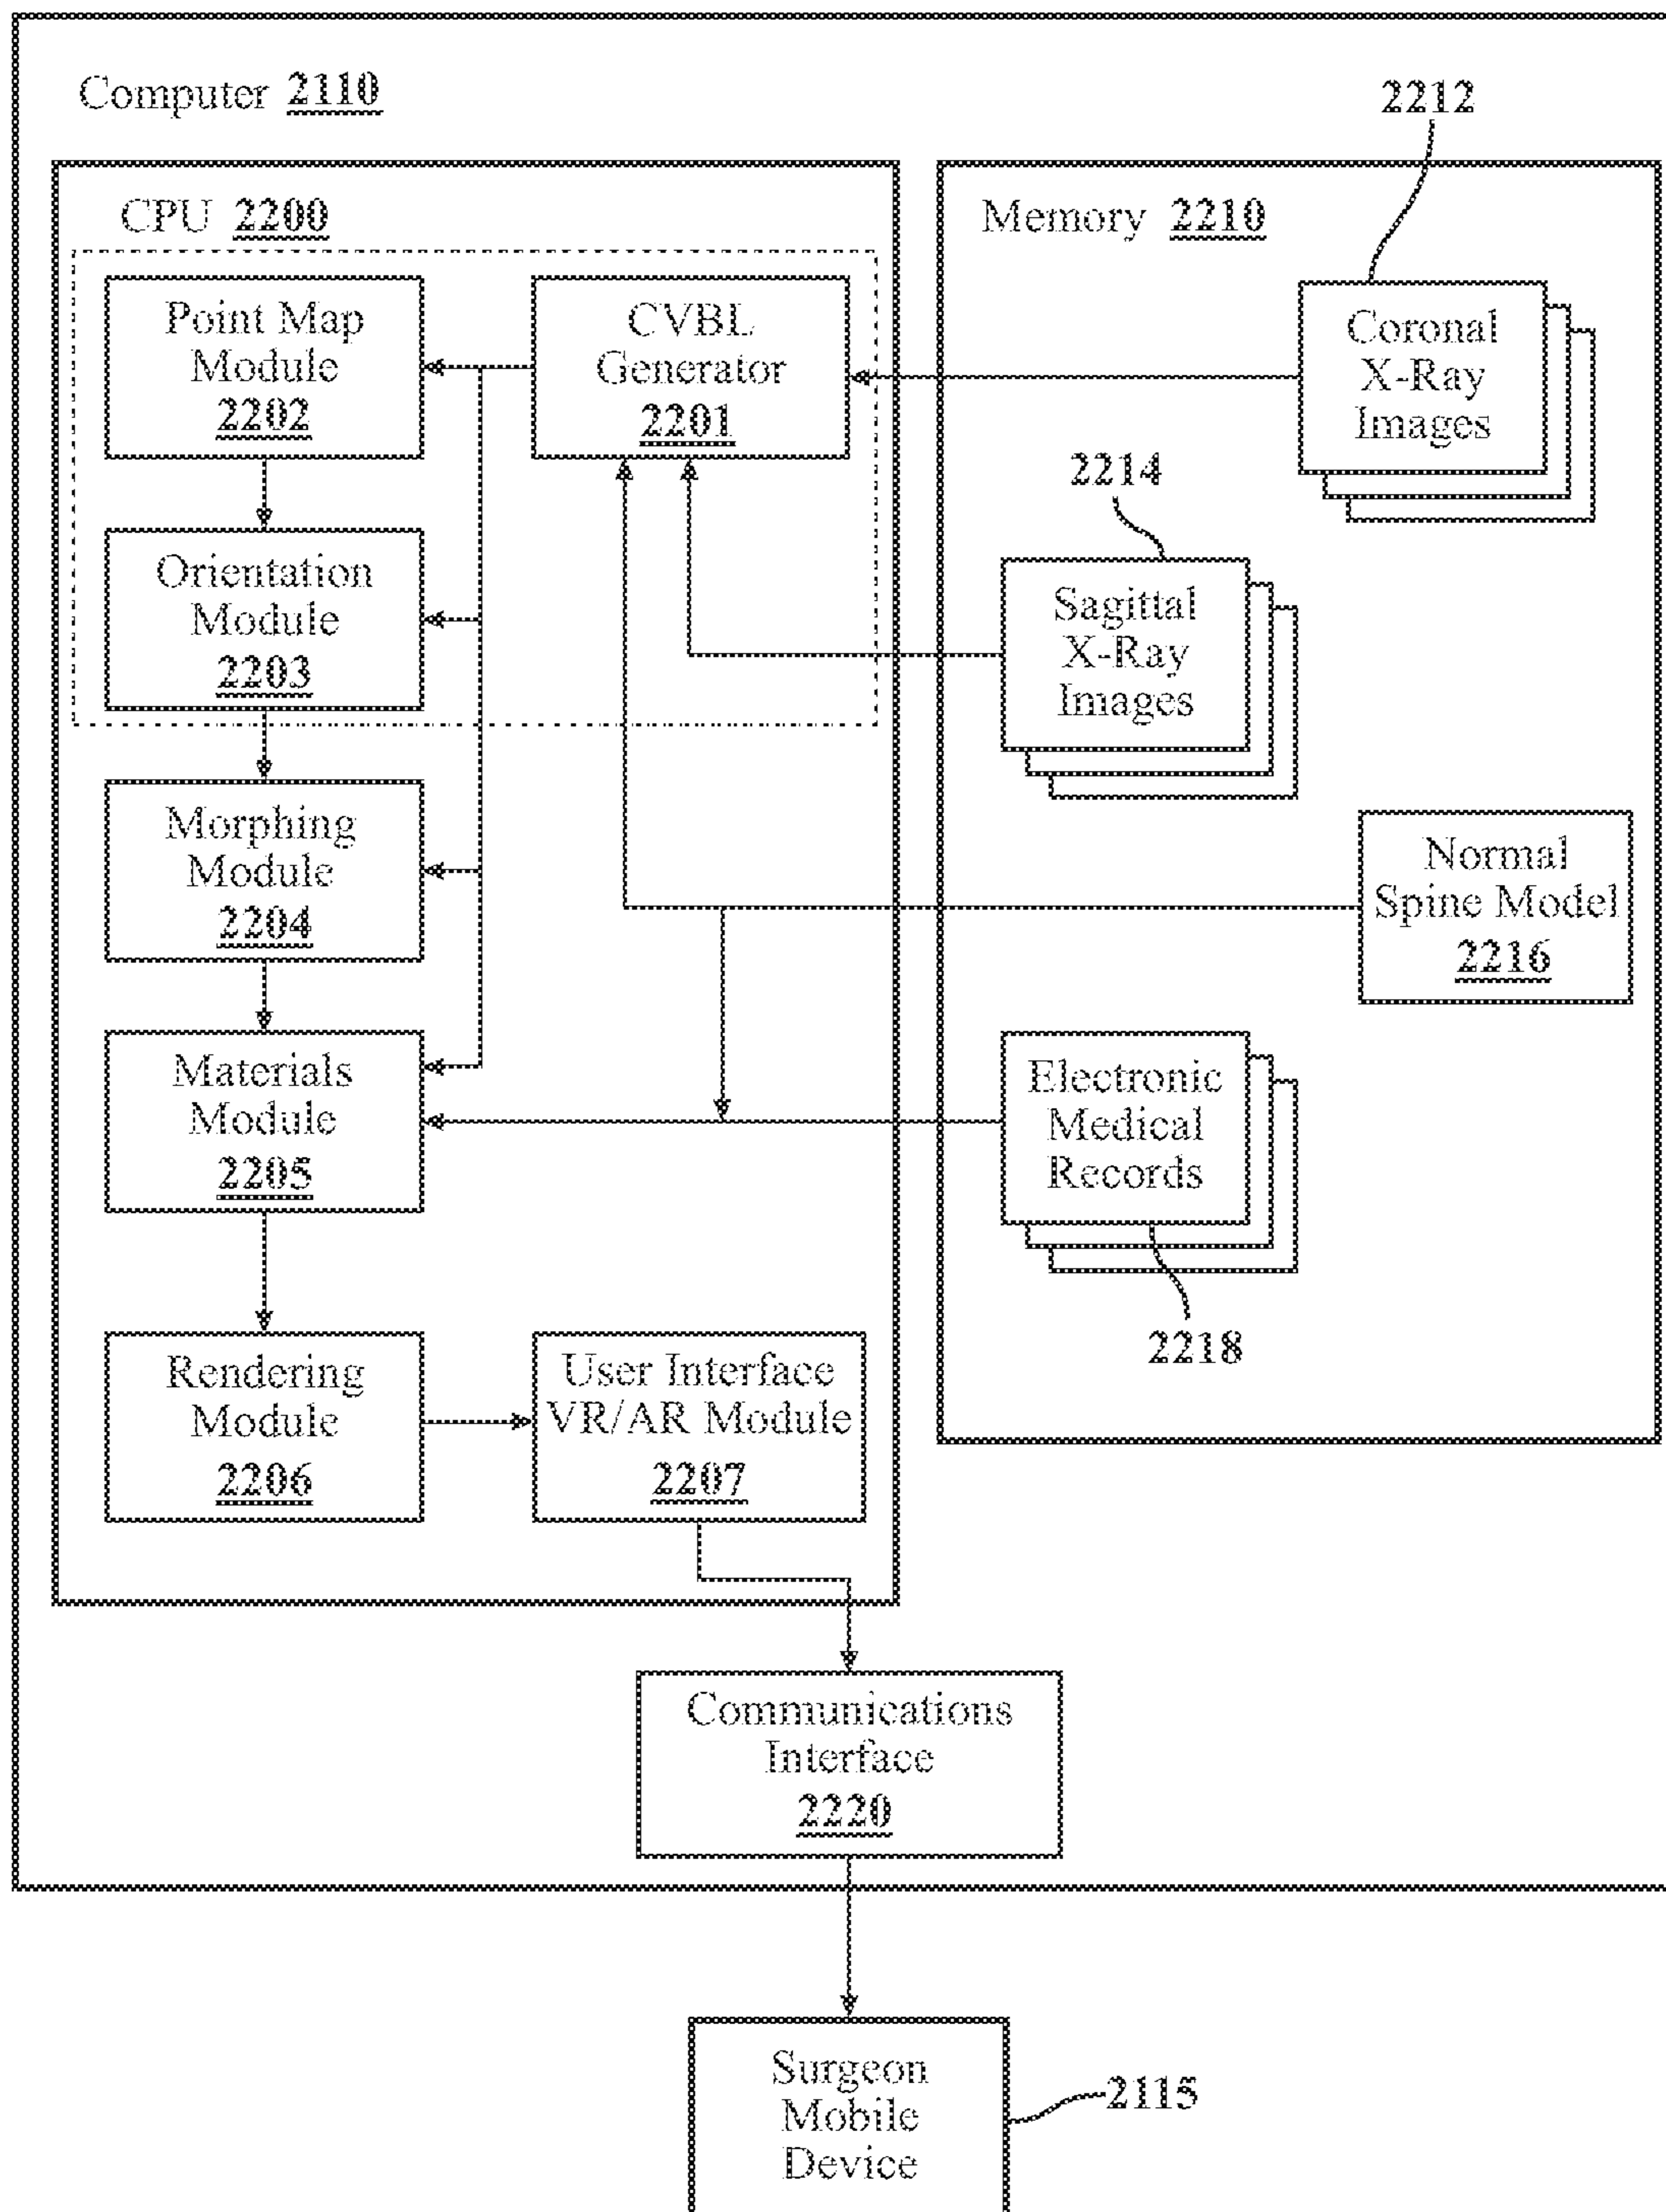 Computer 2110
2212
CPU 2200
Memory 2210
Point Map
Module
2202
CVBL
Generator
2201
Coronal
X-Ray
Images
2214
Orientation
Module
2203
Sagittal
X-Ray
Images
Morphing
Module
2204
Normal
Spine Model
2216
Materials
Module
2205
Electronic
Medical
Records
2218
Rendering
Module
2206
User Interface
VR/AR Module
2207
Communications
Interface
2220
Surgeon
Mobile
Device
2115